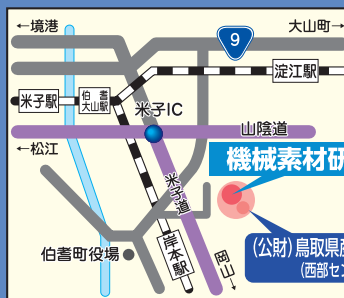 ←境港
大山町→
9
淀江駅
米子駅
伯耆
大山駅
米子IC
山陰道
←松江
機械素材研
米子道
伯耆町役場
岸本駅
岡山→
(公財)鳥取県産
(西部セン